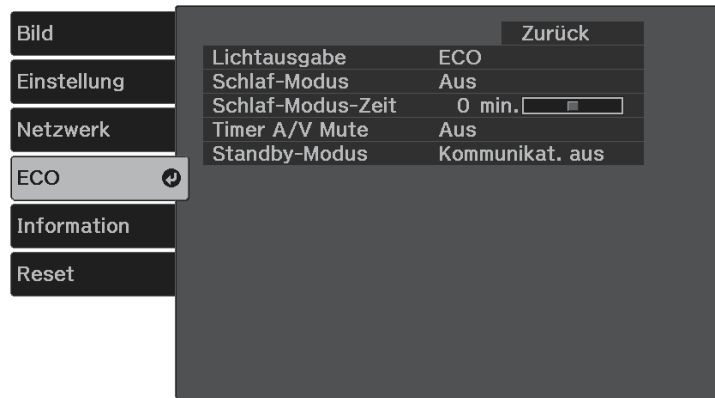 Bild
Einstellung
Netzwerk
ECO
Information
Reset
Zurück
Lichtausgabe ECO
Schlaf-Modus Aus
Schlaf-Modus-Zeit 0 min.
Timer A/V Mute Aus
Standby-Modus Kommunikat. aus